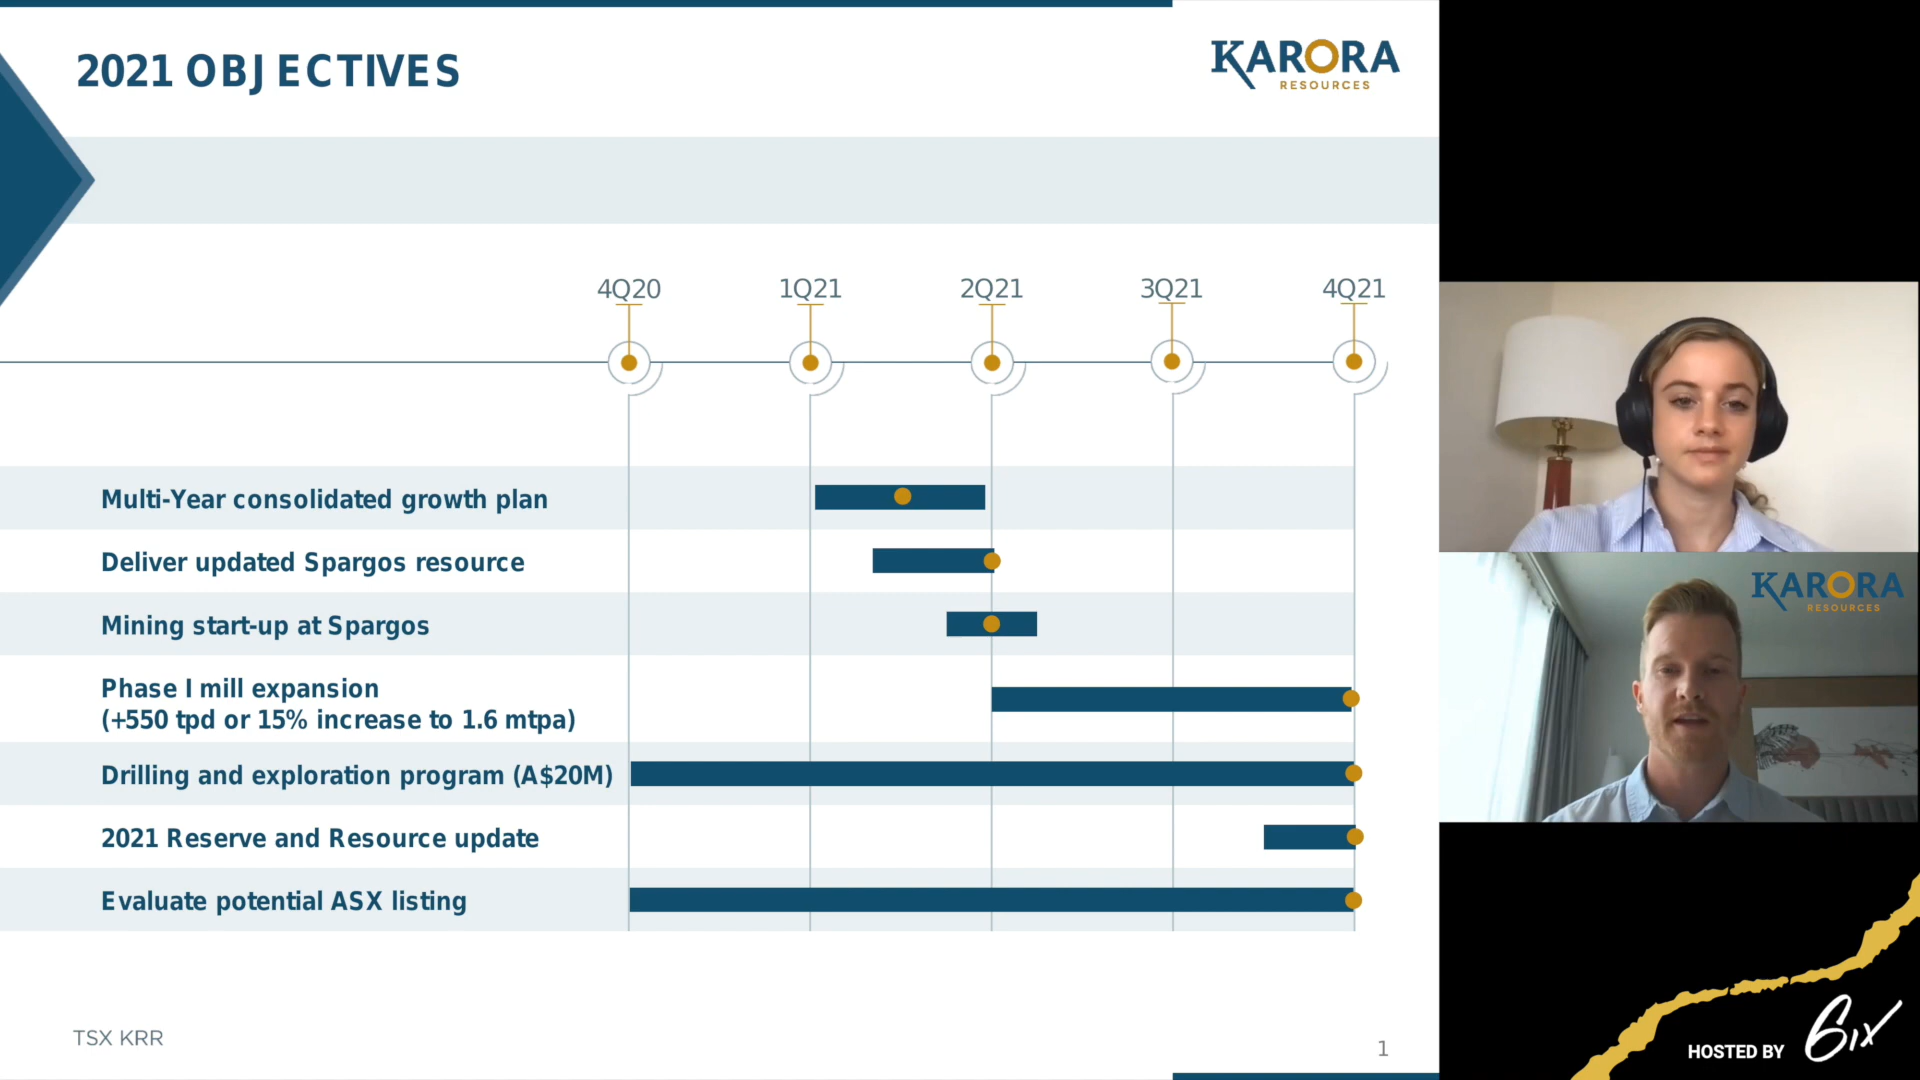 2021 OBJECTIVES
KARORA
RESOURCES
4Q20 1Q21 2Q21 3Q21 4Q21
Multi-Year consolidated growth plan
Deliver updated Spargos resource
Mining start-up at Spargos
Phase I mill expansion
(+550 tpd or 15% increase to 1.6 mtpa)
Drilling and exploration program (A$20M)
2021 Reserve and Resource update
Evaluate potential ASX listing
TSX KRR
1
KARORA
RESOURCES
HOSTED BY 6ix